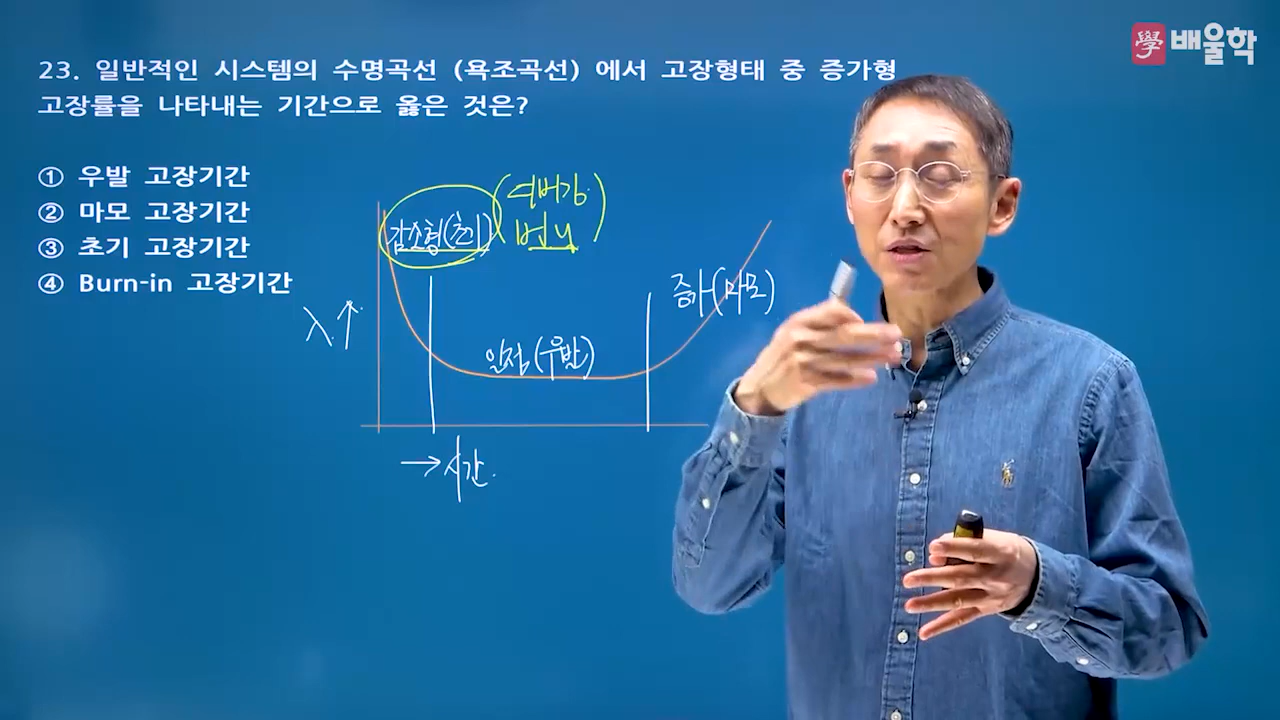 學 배울학
23. 일반적인 시스템의 수명곡선 (욕조곡선) 에서 고장형태 중 증가형
고장률을 나타내는 기간으로 옳은 것은?
① 우발 고장기간
② 마모 고장기간
③ 초기 고장기간
④ Burn-in 고장기간
감소형(초기)
(디버깅
번인)
증가(마모)
λ↑
일정(우발)
→시간